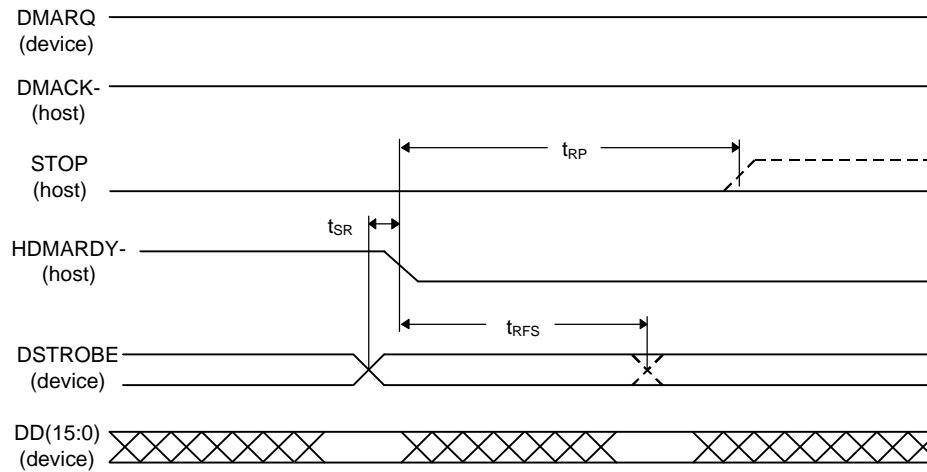 DMARQ
(device)
DMACK-
(host)
STOP
(host)
tRP
tSR
HDMARDY-
(host)
tRFS
DSTROBE
(device)
DD(15:0)
(device)